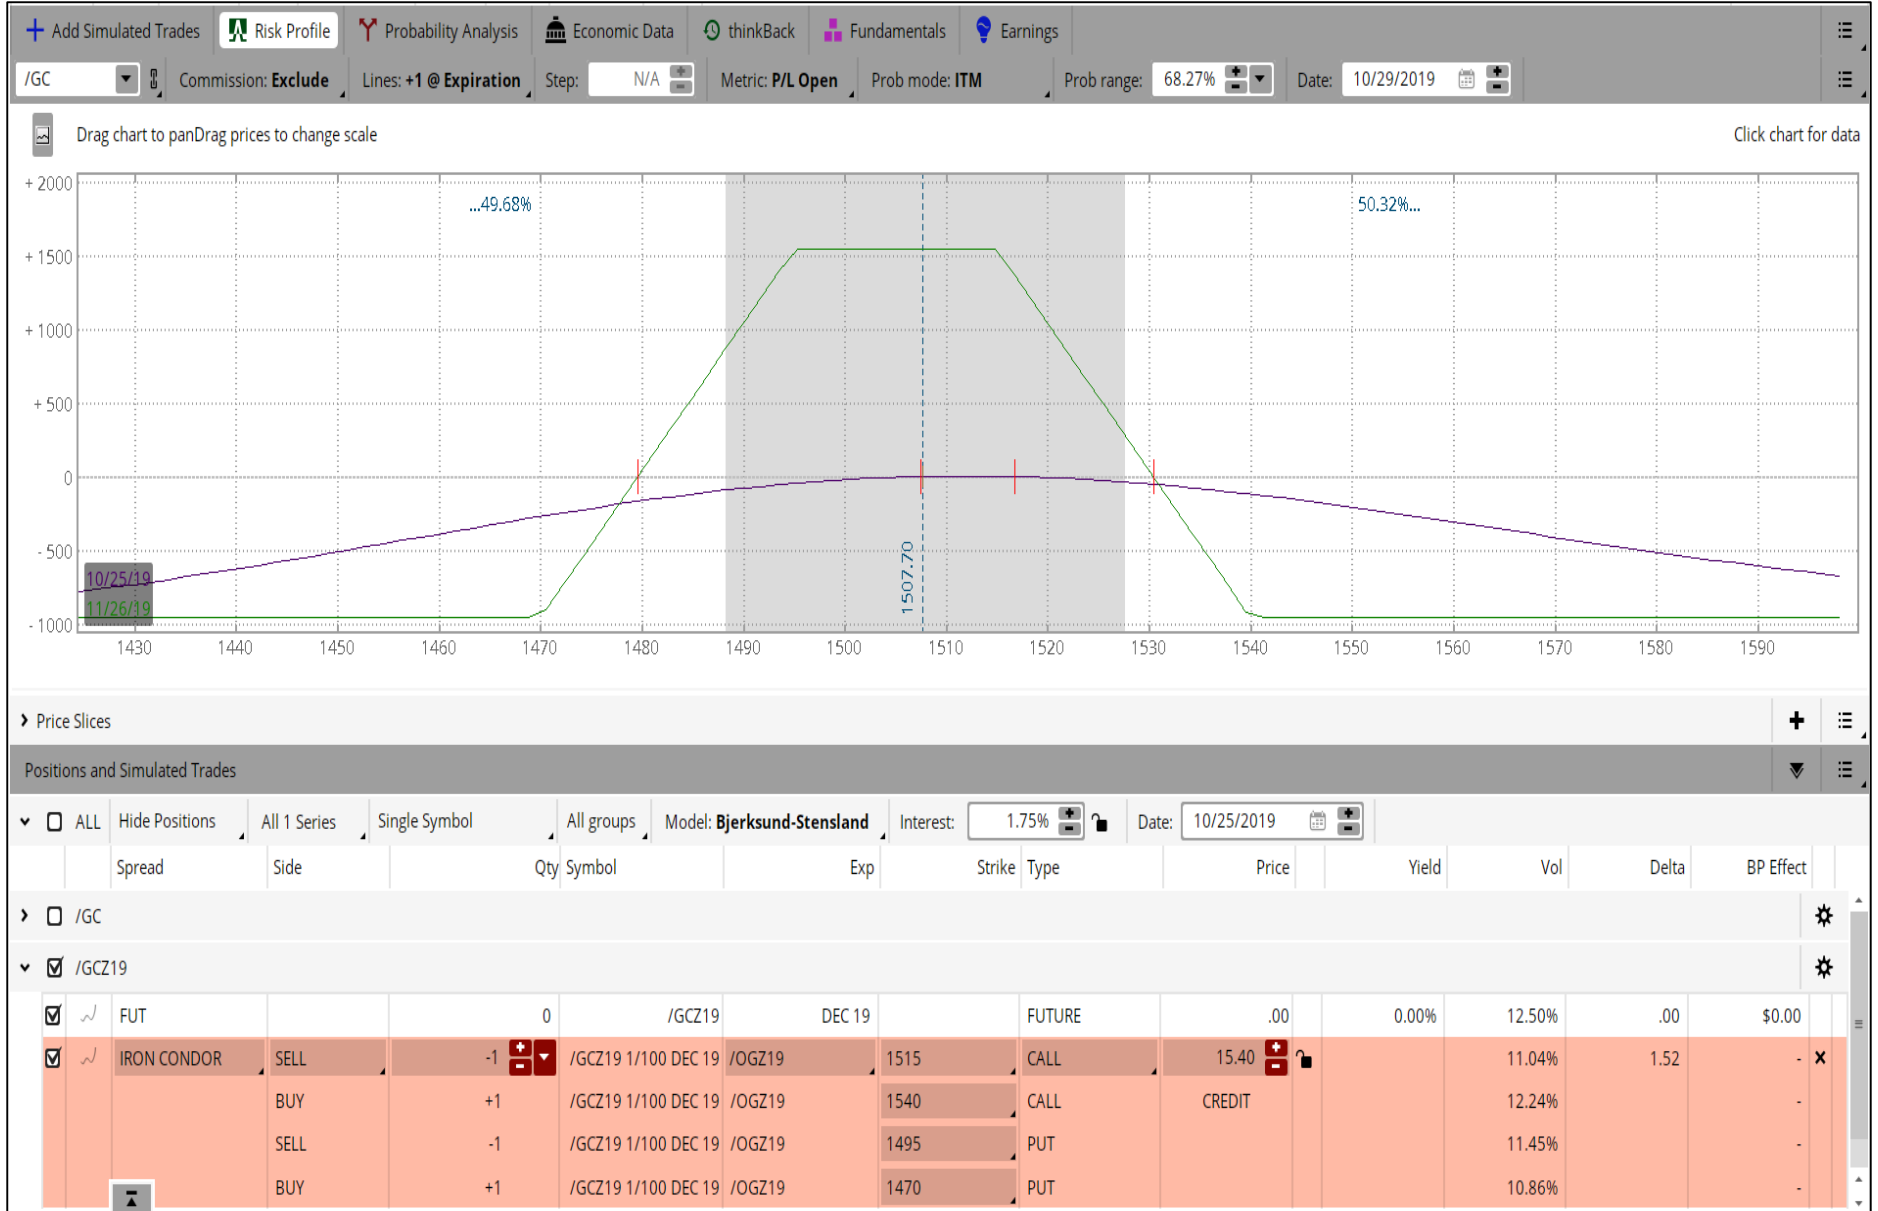 Add Simulated Trades Risk Profile Probability Analysis Economic Data thinkBack Fundamentals Earnings
/GC Commission: Exclude Lines: +1 @ Expiration Step: N/A Metric: P/L Open Prob mode: ITM Prob range: 68.27% Date: 10/29/2019
Drag chart to panDrag prices to change scale Click chart for data
+ 2000
...49.68% 50.32%...
+ 1500
+ 1000
+ 500
0
- 500
1507.70
10/25/19
11/26/19
- 1000
1430 1440 1450 1460 1470 1480 1490 1500 1510 1520 1530 1540 1550 1560 1570 1580 1590
Price Slices
Positions and Simulated Trades
ALL Hide Positions All 1 Series Single Symbol All groups Model: Bjerksund-Stensland Interest: 1.75% Date: 10/25/2019
Spread Side Qty Symbol Exp Strike Type Price Yield Vol Delta BP Effect
/GC
/GCZ19
FUT 0 /GCZ19 DEC 19 FUTURE .00 0.00% 12.50% .00 $0.00
IRON CONDOR SELL -1 /GCZ19 1/100 DEC 19 /OGZ19 1515 CALL 15.40 11.04% 1.52 -
BUY +1 /GCZ19 1/100 DEC 19 /OGZ19 1540 CALL CREDIT 12.24% -
SELL -1 /GCZ19 1/100 DEC 19 /OGZ19 1495 PUT 11.45% -
BUY +1 /GCZ19 1/100 DEC 19 /OGZ19 1470 PUT 10.86% -